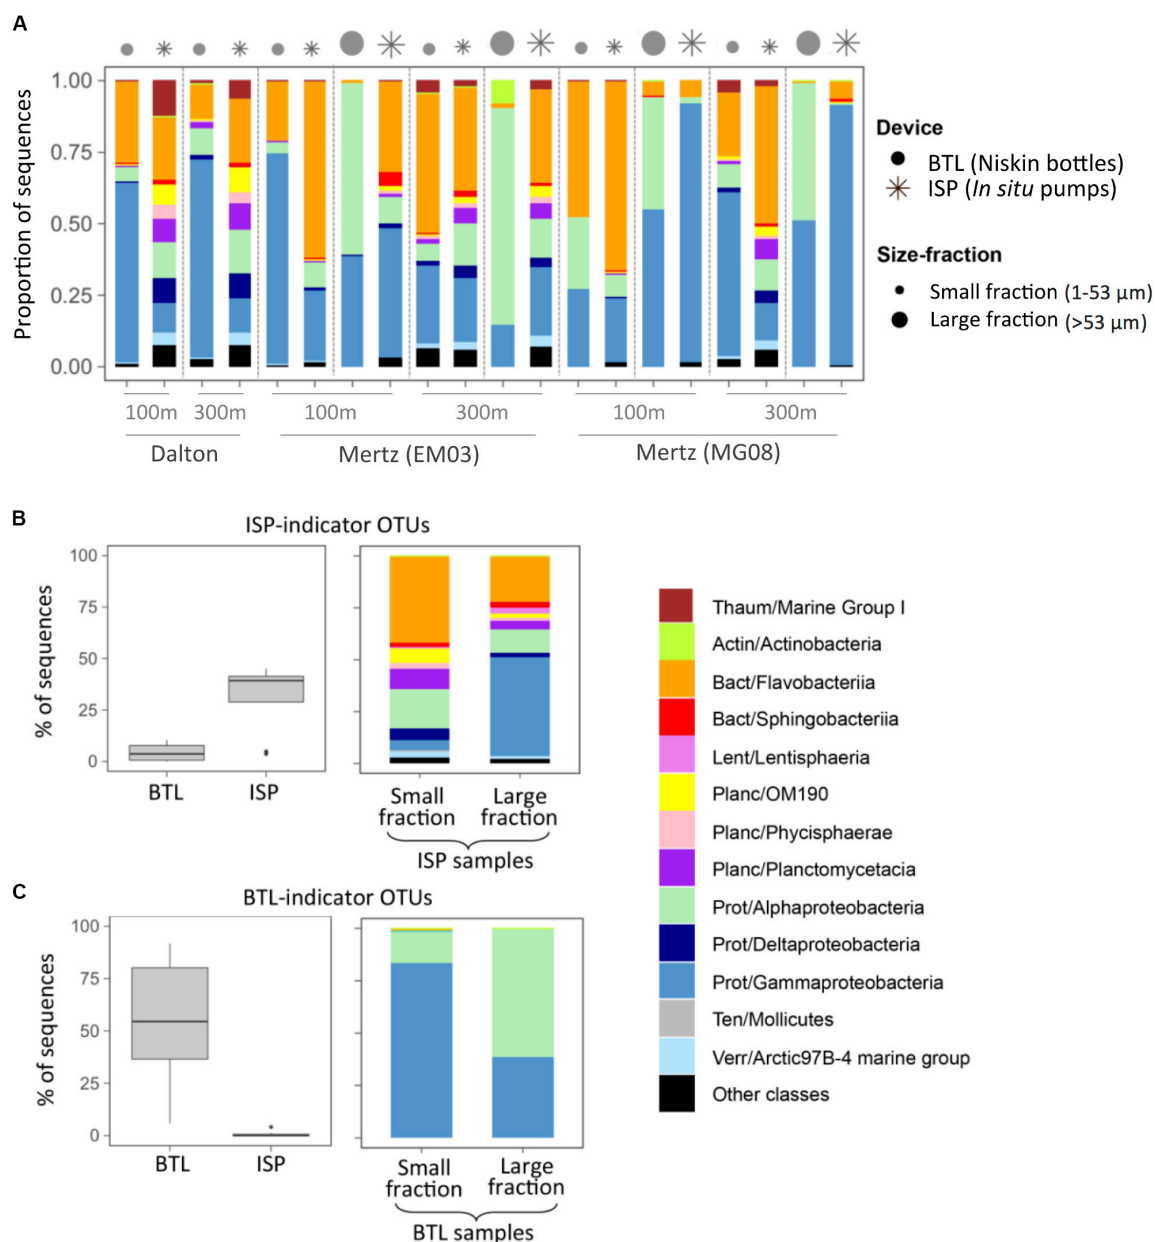 A
Proportion of sequences
1.00
0.75
0.50
0.25
0.00
100m 300m 100m 300m 100m 300m
Dalton Mertz (EM03) Mertz (MG08)
Device
BTL (Niskin bottles)
ISP (In situ pumps)
Size-fraction
Small fraction (1-53 µm)
Large fraction (>53 µm)
B
ISP-indicator OTUs
% of sequences
100
75
50
25
0
BTL ISP
Small fraction
Large fraction
ISP samples
C
BTL-indicator OTUs
% of sequences
100
75
50
25
0
BTL ISP
Small fraction
Large fraction
BTL samples
Thaum/Marine Group I
Actin/Actinobacteria
Bact/Flavobacteriia
Bact/Sphingobacteriia
Lent/Lentisphaeria
Planc/OM190
Planc/Phycisphaerae
Planc/Planctomycetacia
Prot/Alphaproteobacteria
Prot/Deltaproteobacteria
Prot/Gammaproteobacteria
Ten/Mollicutes
Verr/Arctic97B-4 marine group
Other classes